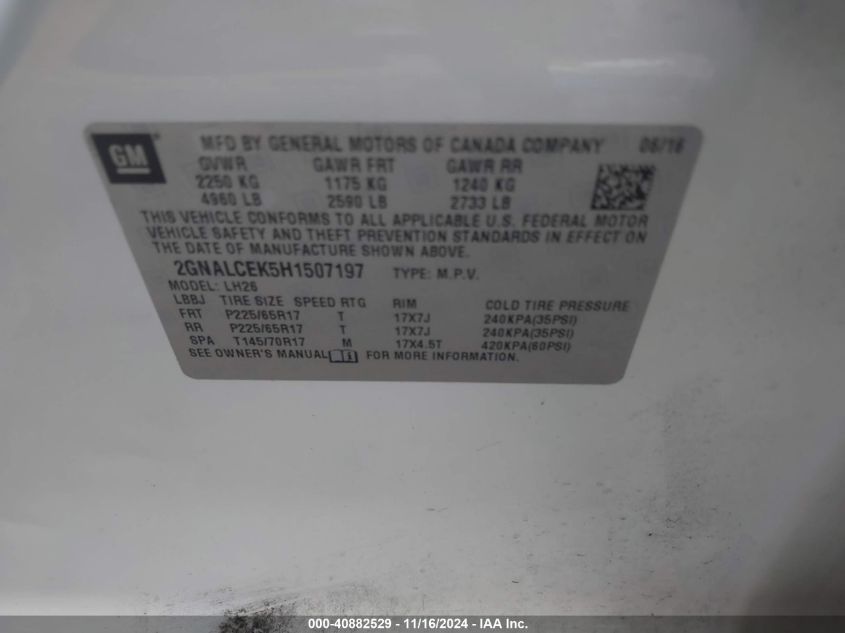 GM
MFD BY GENERAL MOTORS OF CANADA COMPANY 08/16
GVWR GAWR FRT GAWR RR
2250 KG 1175 KG 1240 KG
4960 LB 2590 LB 2733 LB
THIS VEHICLE CONFORMS TO ALL APPLICABLE U.S. FEDERAL MOTOR
VEHICLE SAFETY AND THEFT PREVENTION STANDARDS IN EFFECT ON
THE DATE OF MANUFACTURE SHOWN ABOVE.
2GNALCEK5H1507197 TYPE: M.P.V.
MODEL: LH26
LBBJ TIRE SIZE SPEED RTG RIM COLD TIRE PRESSURE
FRT P225/65R17 T 17X7J 240KPA(35PSI)
RR P225/65R17 T 17X7J 240KPA(35PSI)
SPA T145/70R17 M 17X4.5T 420KPA(60PSI)
SEE OWNER'S MANUAL FOR MORE INFORMATION.
000-40882529 - 11/16/2024 - IAA Inc.